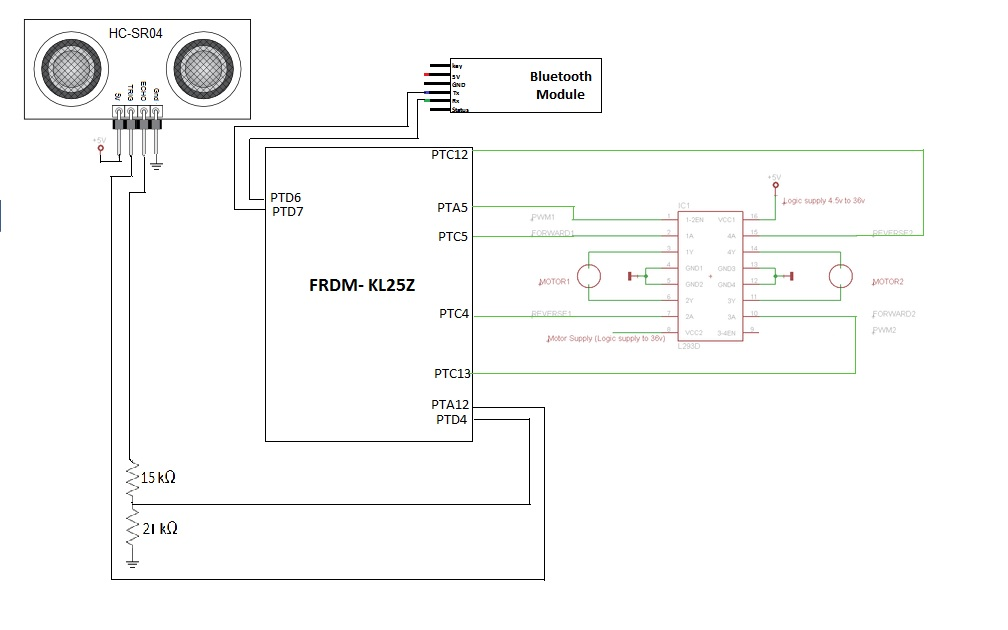 HC-SR04
5V
TRIG
ECHO
Gnd
+5V
key
5V
GND
Tx
Rx
Status
Bluetooth
Module
PTC12
PTD6
PTD7
PTA5
PTC5
FRDM- KL25Z
PTC4
PTC13
PTA12
PTD4
+5V
Logic supply 4.5v to 36v
IC1
PWM1
1 1-2EN VCC1 16
FORWARD1
2 1A 4A 15
REVERSE2
3 1Y 4Y 14
4 GND1 GND3 13
MOTOR1
5 GND2 GND4 12
MOTOR2
6 2Y 3Y 11
REVERSE1
7 2A 3A 10
FORWARD2
8 VCC2 3-4EN 9
PWM2
Motor Supply (Logic supply to 36v)
L293D
15 kΩ
21 kΩ